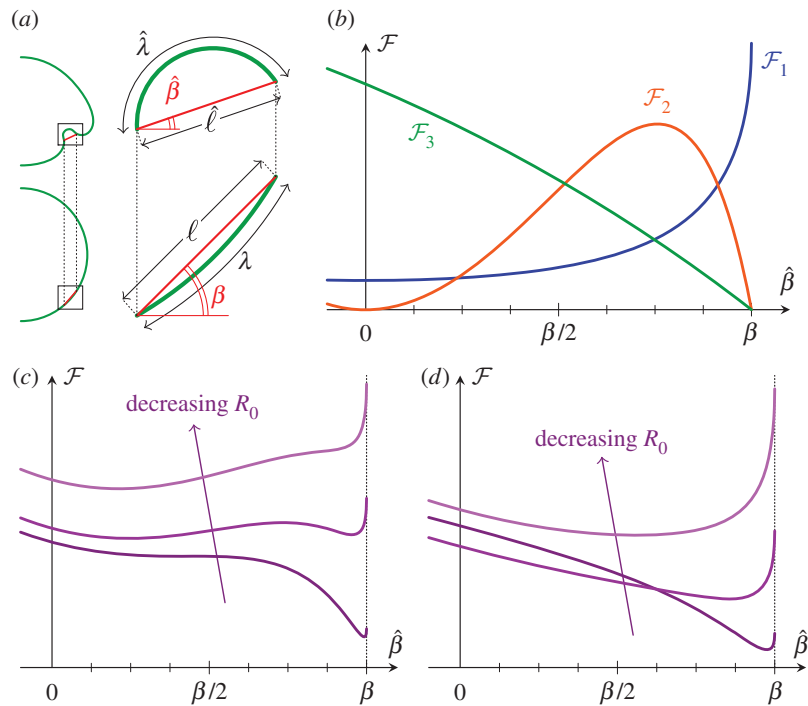 (a)
λ̂
β̂
ℓ̂
ℓ
λ
β
(b)
ℱ
ℱ1
ℱ2
ℱ3
β̂
0
β/2
β
(c)
ℱ
decreasing R0
β̂
0
β/2
β
(d)
ℱ
decreasing R0
β̂
0
β/2
β